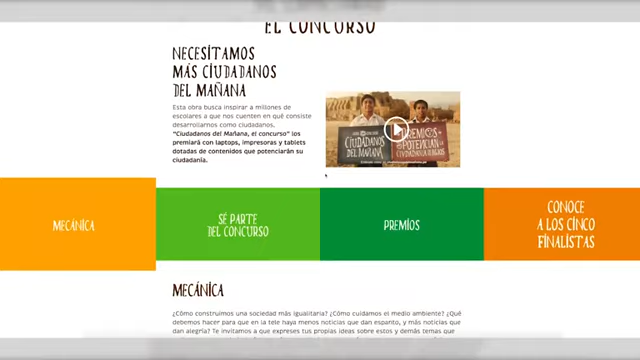 EL CONCURSO
NECESITAMOS
MÁS CIUDADANOS
DEL MAÑANA
Esta obra busca inspirar a millones de
escolares a que nos cuenten en qué consiste
desarrollarnos como ciudadanos.
"Ciudadanos del Mañana, el concurso" los
premiará con laptops, impresoras y tablets
dotadas de contenidos que potenciarán su
ciudadanía.
CIUDADANOS
DEL MAÑANA
PREMIOS
POTENCIAN
MECÁNICA
SÉ PARTE
DEL CONCURSO
PREMIOS
CONOCE
A LOS CINCO
FINALISTAS
MECÁNICA
¿Cómo construimos una sociedad más igualitaria? ¿Cómo cuidamos el medio ambiente? ¿Qué
debemos hacer para que en la tele haya menos noticias que dan espanto, y más noticias que
dan alegría? Te invitamos a que expreses tus propias ideas sobre estos y demás temas que